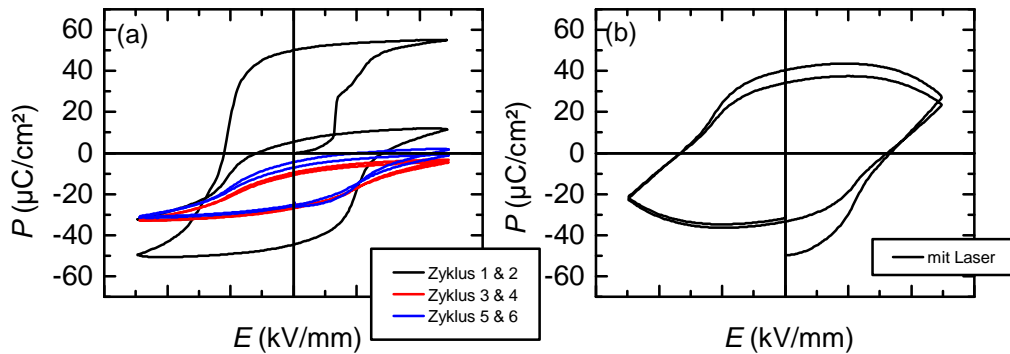 (a)
60
40
20
0
-20
-40
-60
P (µC/cm²)
E (kV/mm)
Zyklus 1 & 2
Zyklus 3 & 4
Zyklus 5 & 6
(b)
60
40
20
0
-20
-40
-60
P (µC/cm²)
E (kV/mm)
mit Laser